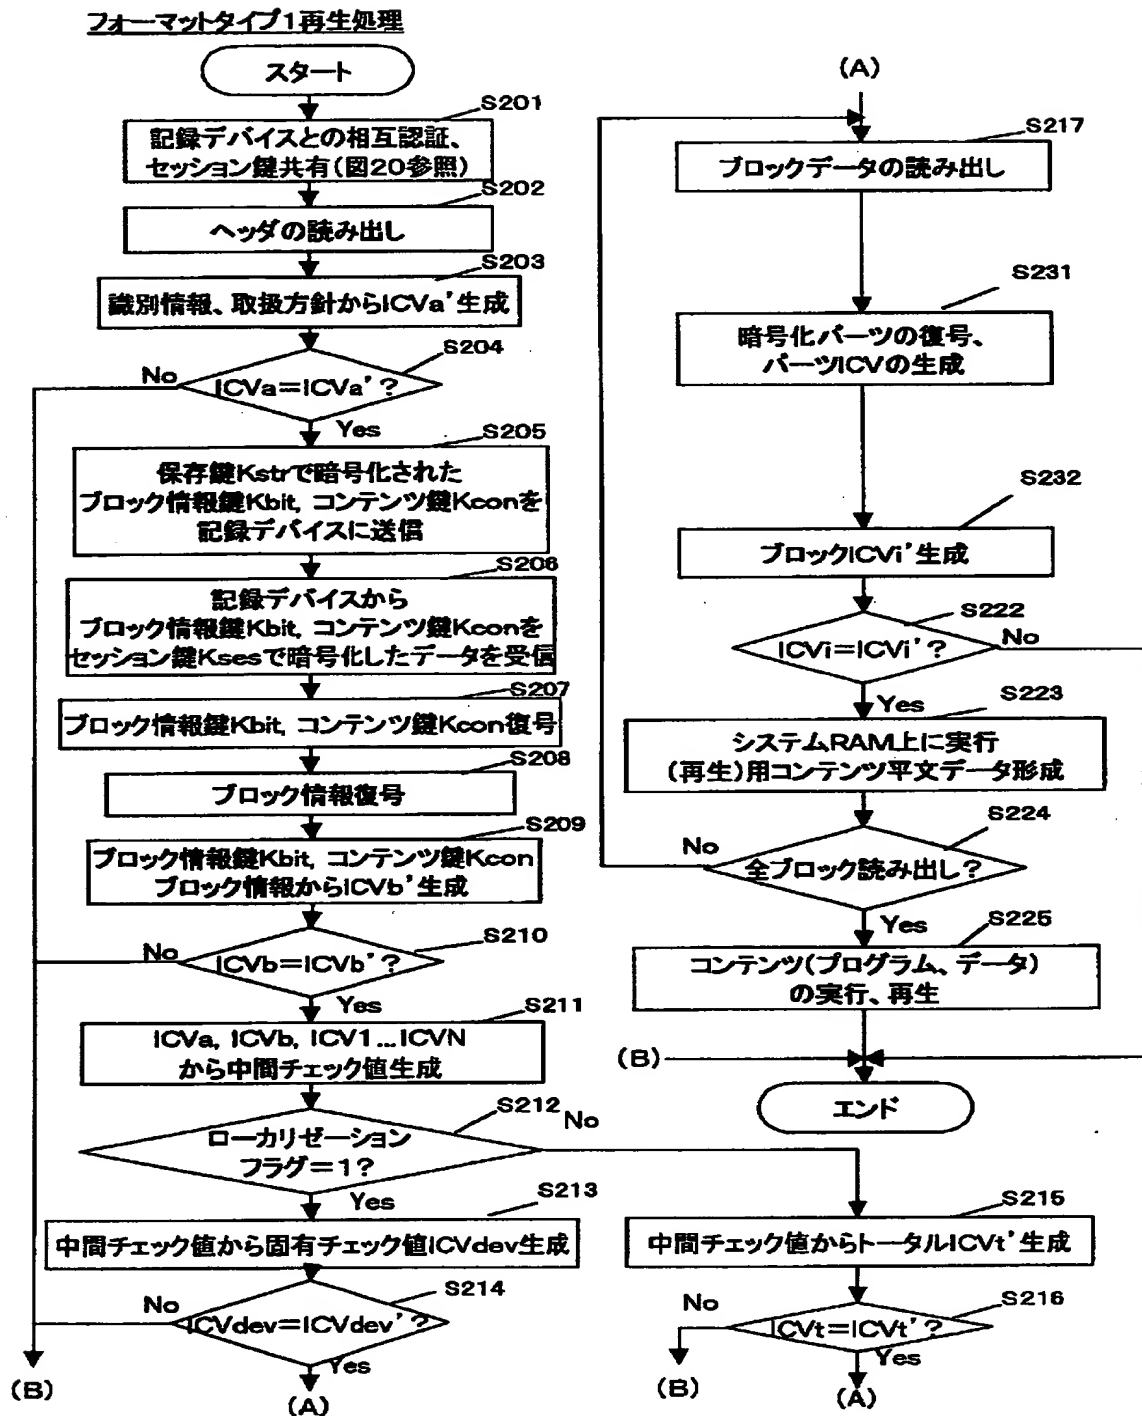 フォーマットタイプ1再生処理
スタート
S201
記録デバイスとの相互認証、
セッション鍵共有(図20参照)
S202
ヘッダの読み出し
S203
識別情報、取扱方針からICVa'生成
S204
No
ICVa=ICVa'?
Yes
S205
保存鍵Kstrで暗号化された
ブロック情報鍵Kbit, コンテンツ鍵Kconを
記録デバイスに送信
S206
記録デバイスから
ブロック情報鍵Kbit, コンテンツ鍵Kconを
セッション鍵Ksesで暗号化したデータを受信
S207
ブロック情報鍵Kbit, コンテンツ鍵Kcon復号
S208
ブロック情報復号
S209
ブロック情報鍵Kbit, コンテンツ鍵Kcon
ブロック情報からICVb'生成
S210
No
ICVb=ICVb'?
Yes
S211
ICVa, ICVb, ICV1...ICVN
から中間チェック値生成
S212
No
ローカリゼーション
フラグ=1?
Yes
S213
中間チェック値から固有チェック値ICVdev生成
S214
No
ICVdev=ICVdev'?
Yes
(B)
(A)
S215
中間チェック値からトータルICVt'生成
S216
No
ICVt=ICVt'?
Yes
(B)
(A)
(A)
S217
ブロックデータの読み出し
S231
暗号化パーツの復号、
パーツICVの生成
S232
ブロックICVi'生成
S222
No
ICVi=ICVi'?
Yes
S223
システムRAM上に実行
(再生)用コンテンツ平文データ形成
S224
No
全ブロック読み出し?
Yes
S225
コンテンツ(プログラム、データ)
の実行、再生
(B)
エンド